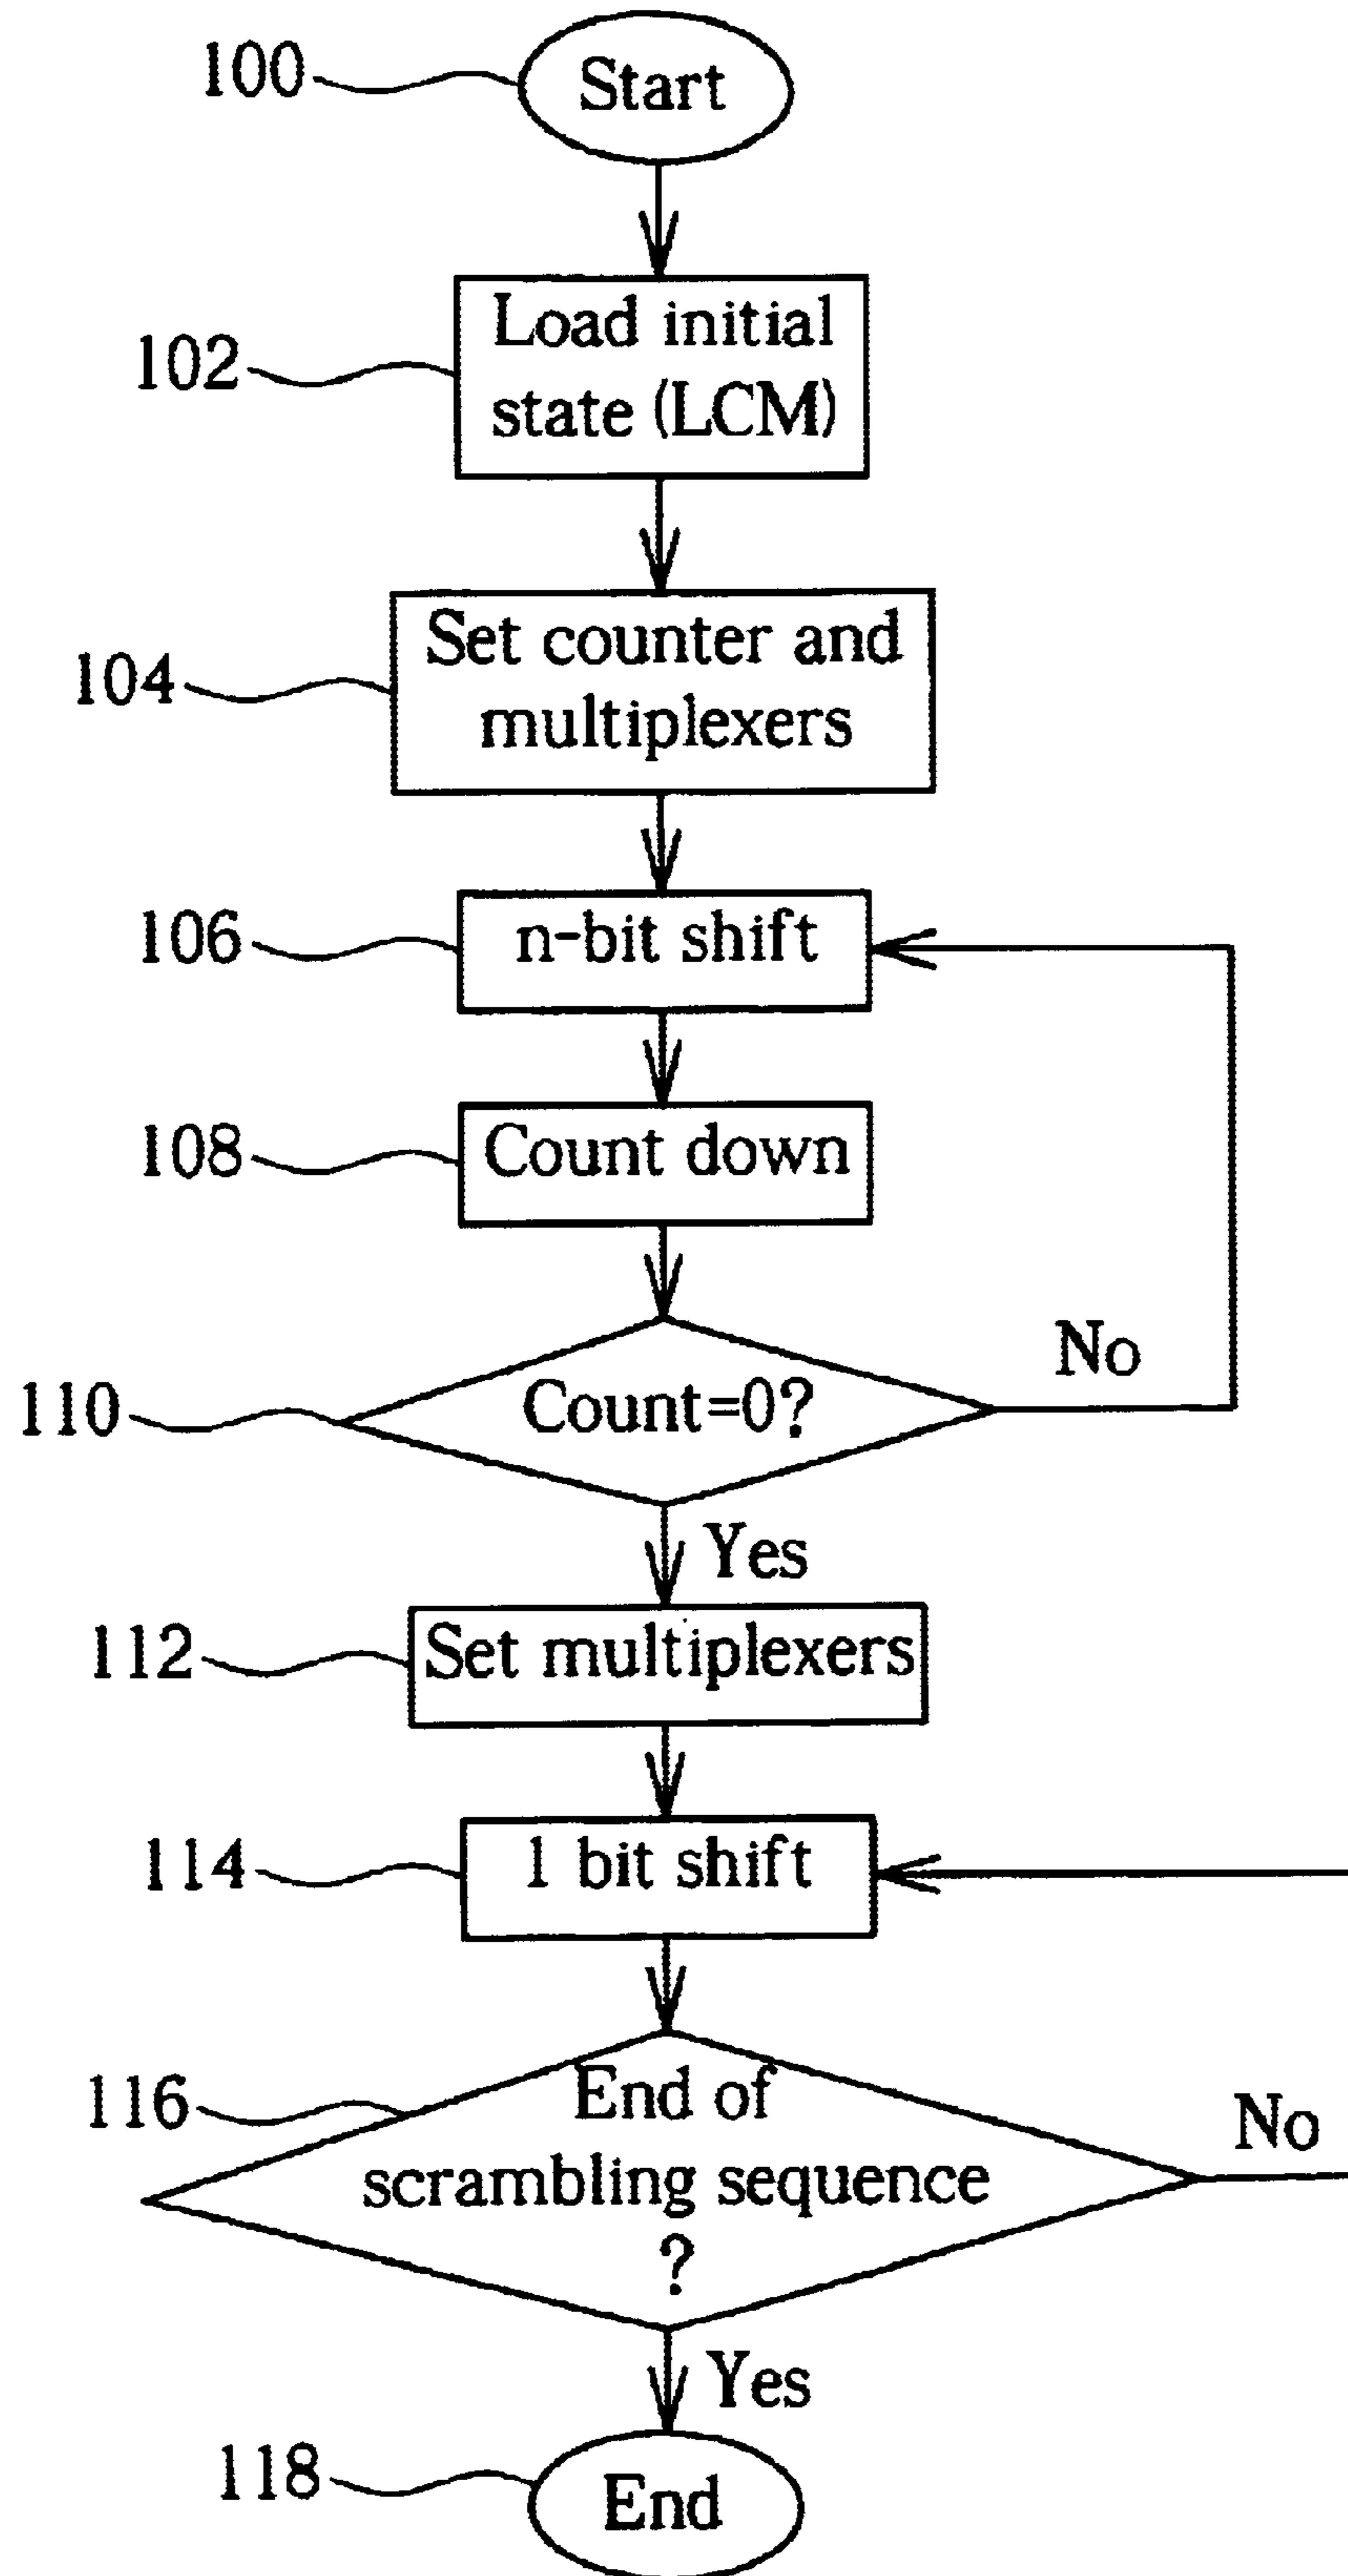 100
Start
102
Load initial
state (LCM)
104
Set counter and
multiplexers
106
n-bit shift
108
Count down
110
Count=0?
No
Yes
112
Set multiplexers
114
1 bit shift
116
End of
scrambling sequence
?
No
Yes
118
End